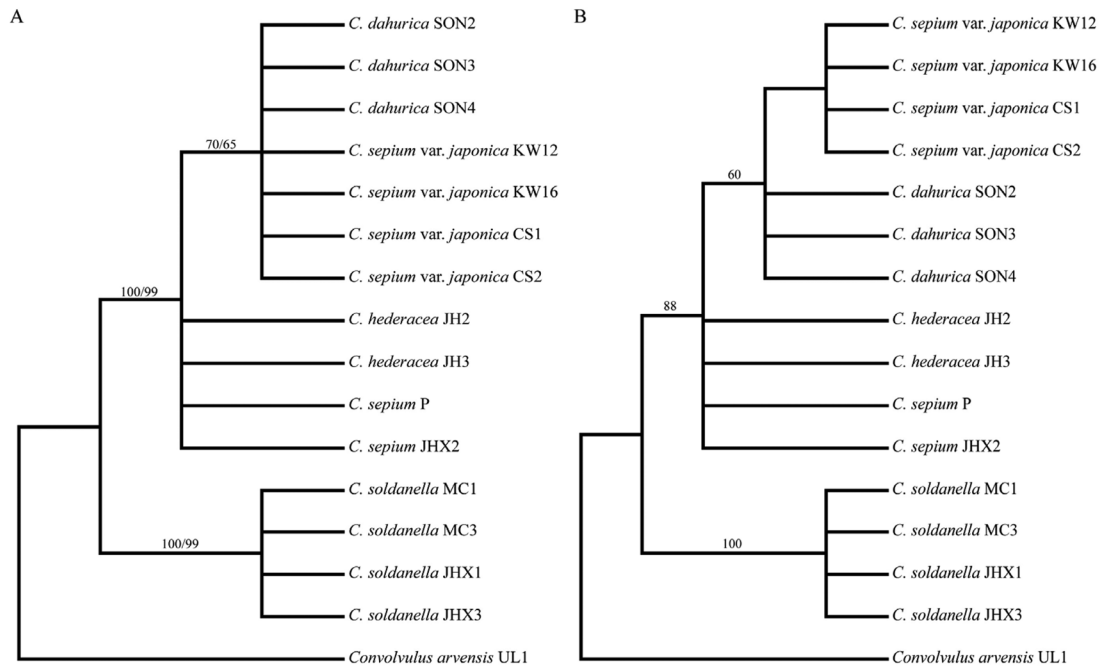 A
C. dahurica SON2
C. dahurica SON3
C. dahurica SON4
70/65
C. sepium var. japonica KW12
C. sepium var. japonica KW16
C. sepium var. japonica CS1
C. sepium var. japonica CS2
100/99
C. hederacea JH2
C. hederacea JH3
C. sepium P
C. sepium JHX2
C. soldanella MC1
C. soldanella MC3
100/99
C. soldanella JHX1
C. soldanella JHX3
Convolvulus arvensis UL1
B
C. sepium var. japonica KW12
C. sepium var. japonica KW16
C. sepium var. japonica CS1
C. sepium var. japonica CS2
60
C. dahurica SON2
C. dahurica SON3
C. dahurica SON4
88
C. hederacea JH2
C. hederacea JH3
C. sepium P
C. sepium JHX2
C. soldanella MC1
C. soldanella MC3
100
C. soldanella JHX1
C. soldanella JHX3
Convolvulus arvensis UL1